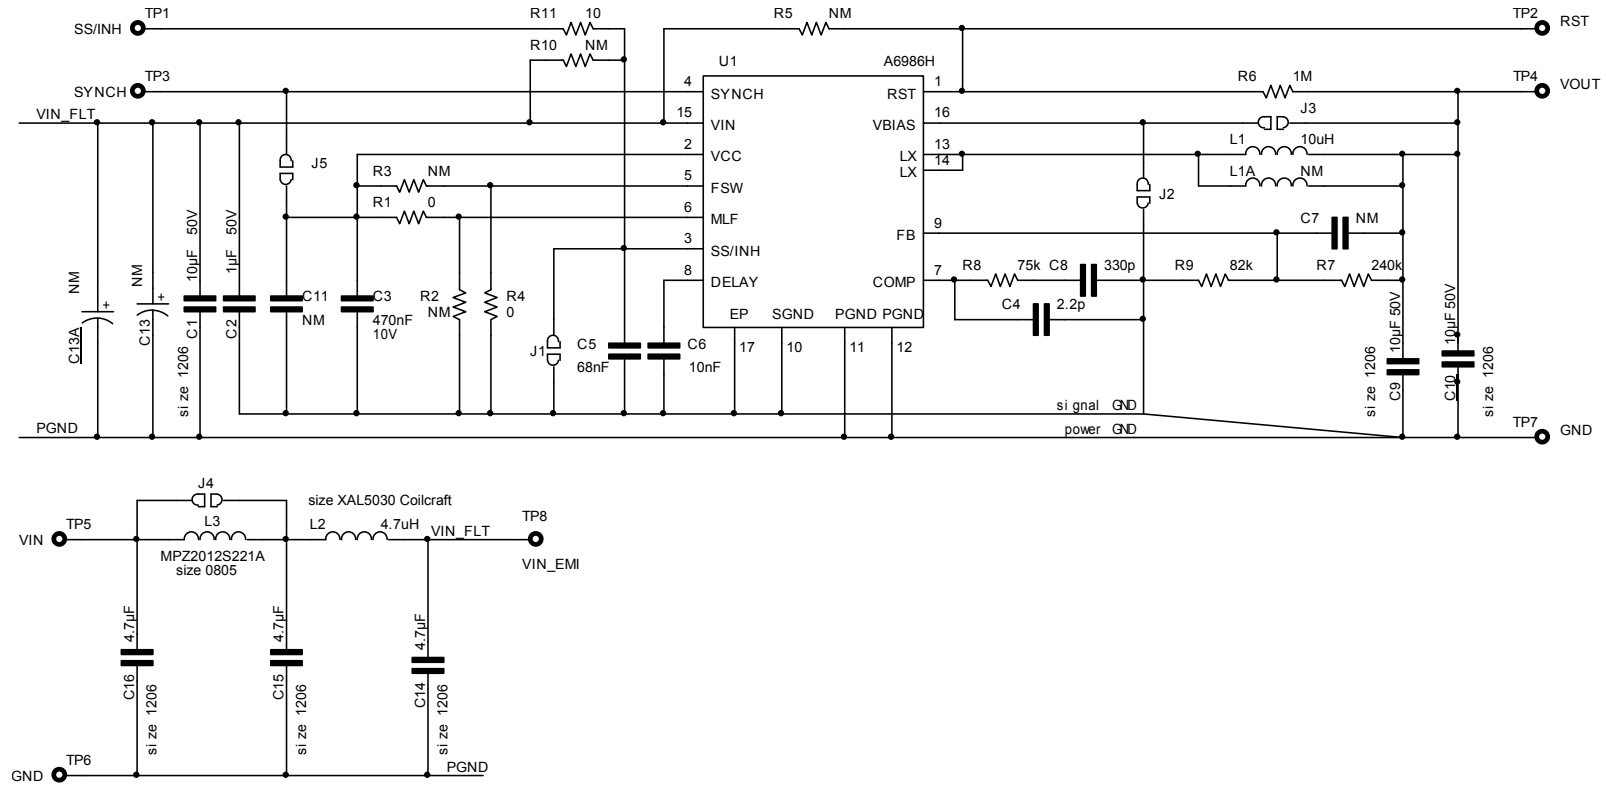 TP1
R11 10
R5 NM
TP2
SS/INH
RST
R10 NM
U1
A6986H
TP3
4
1
R6 1M
TP4
SYNCH
SYNCH
RST
VOUT
VIN_FLT
15
16
J3
VIN
VBIAS
2
13
L1 10uH
J5
VCC
LX
14
R3 NM
5
LX
L1A NM
FSW
J2
R1 0
6
MLF
9
C7 NM
3
FB
SS/INH
8
7
R8 75k C8 330p
R9 82k
R7 240k
DELAY
COMP
NM
NM
10µF 50V
1µF 50V
C11
NM
C3
470nF
10V
R2
NM
R4
0
C4 2.2p
EP SGND PGND PGND
17 10 11 12
C13A
C13
C1
C2
size 1206
J1
C5
68nF
C6
10nF
10µF 50V
10µF 50V
C9
C10
size 1206
size 1206
signal GND
PGND
power GND
TP7
GND
J4
size XAL5030 Coilcraft
TP5
L3
L2 4.7uH
VIN_FLT
TP8
VIN
MPZ2012S221A
size 0805
VIN_EMI
4.7µF
4.7µF
4.7µF
C16
C15
C14
size 1206
size 1206
size 1206
TP6
PGND
GND